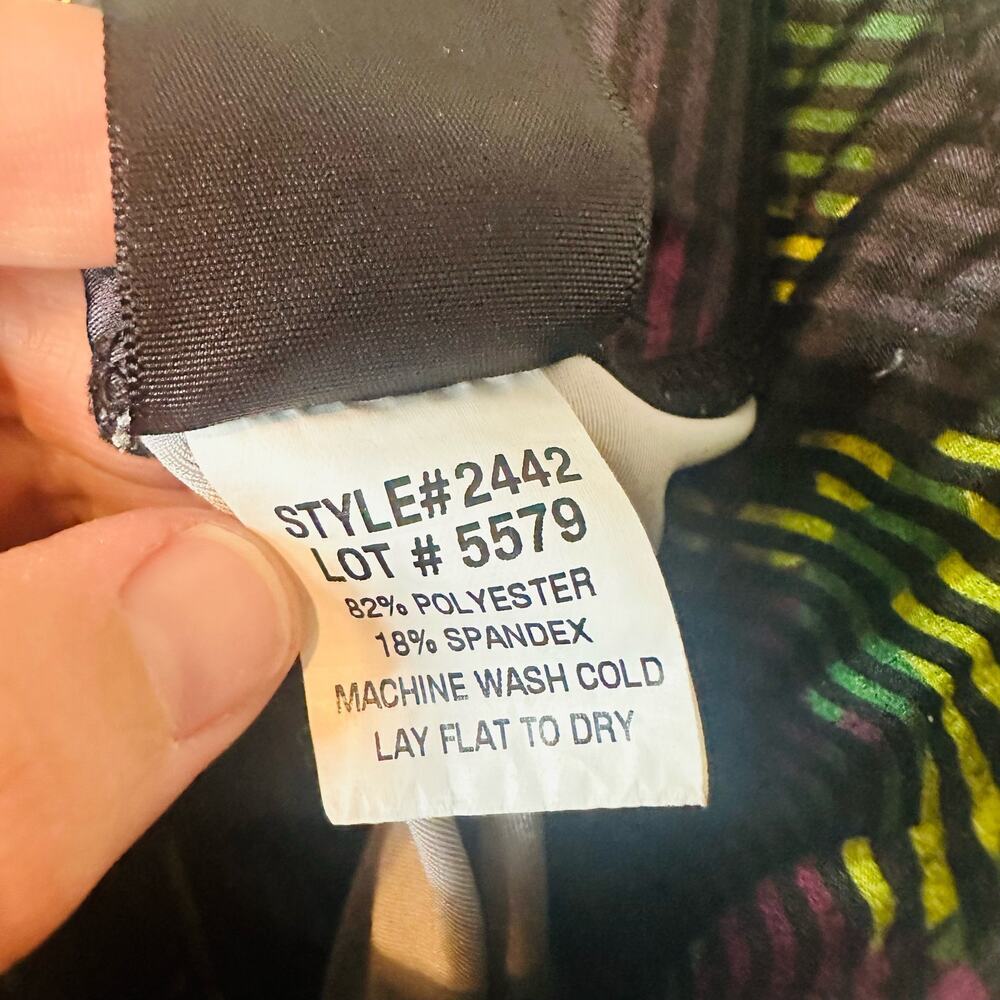 STYLE#2442
LOT # 5579
82% POLYESTER
18% SPANDEX
MACHINE WASH COLD
LAY FLAT TO DRY